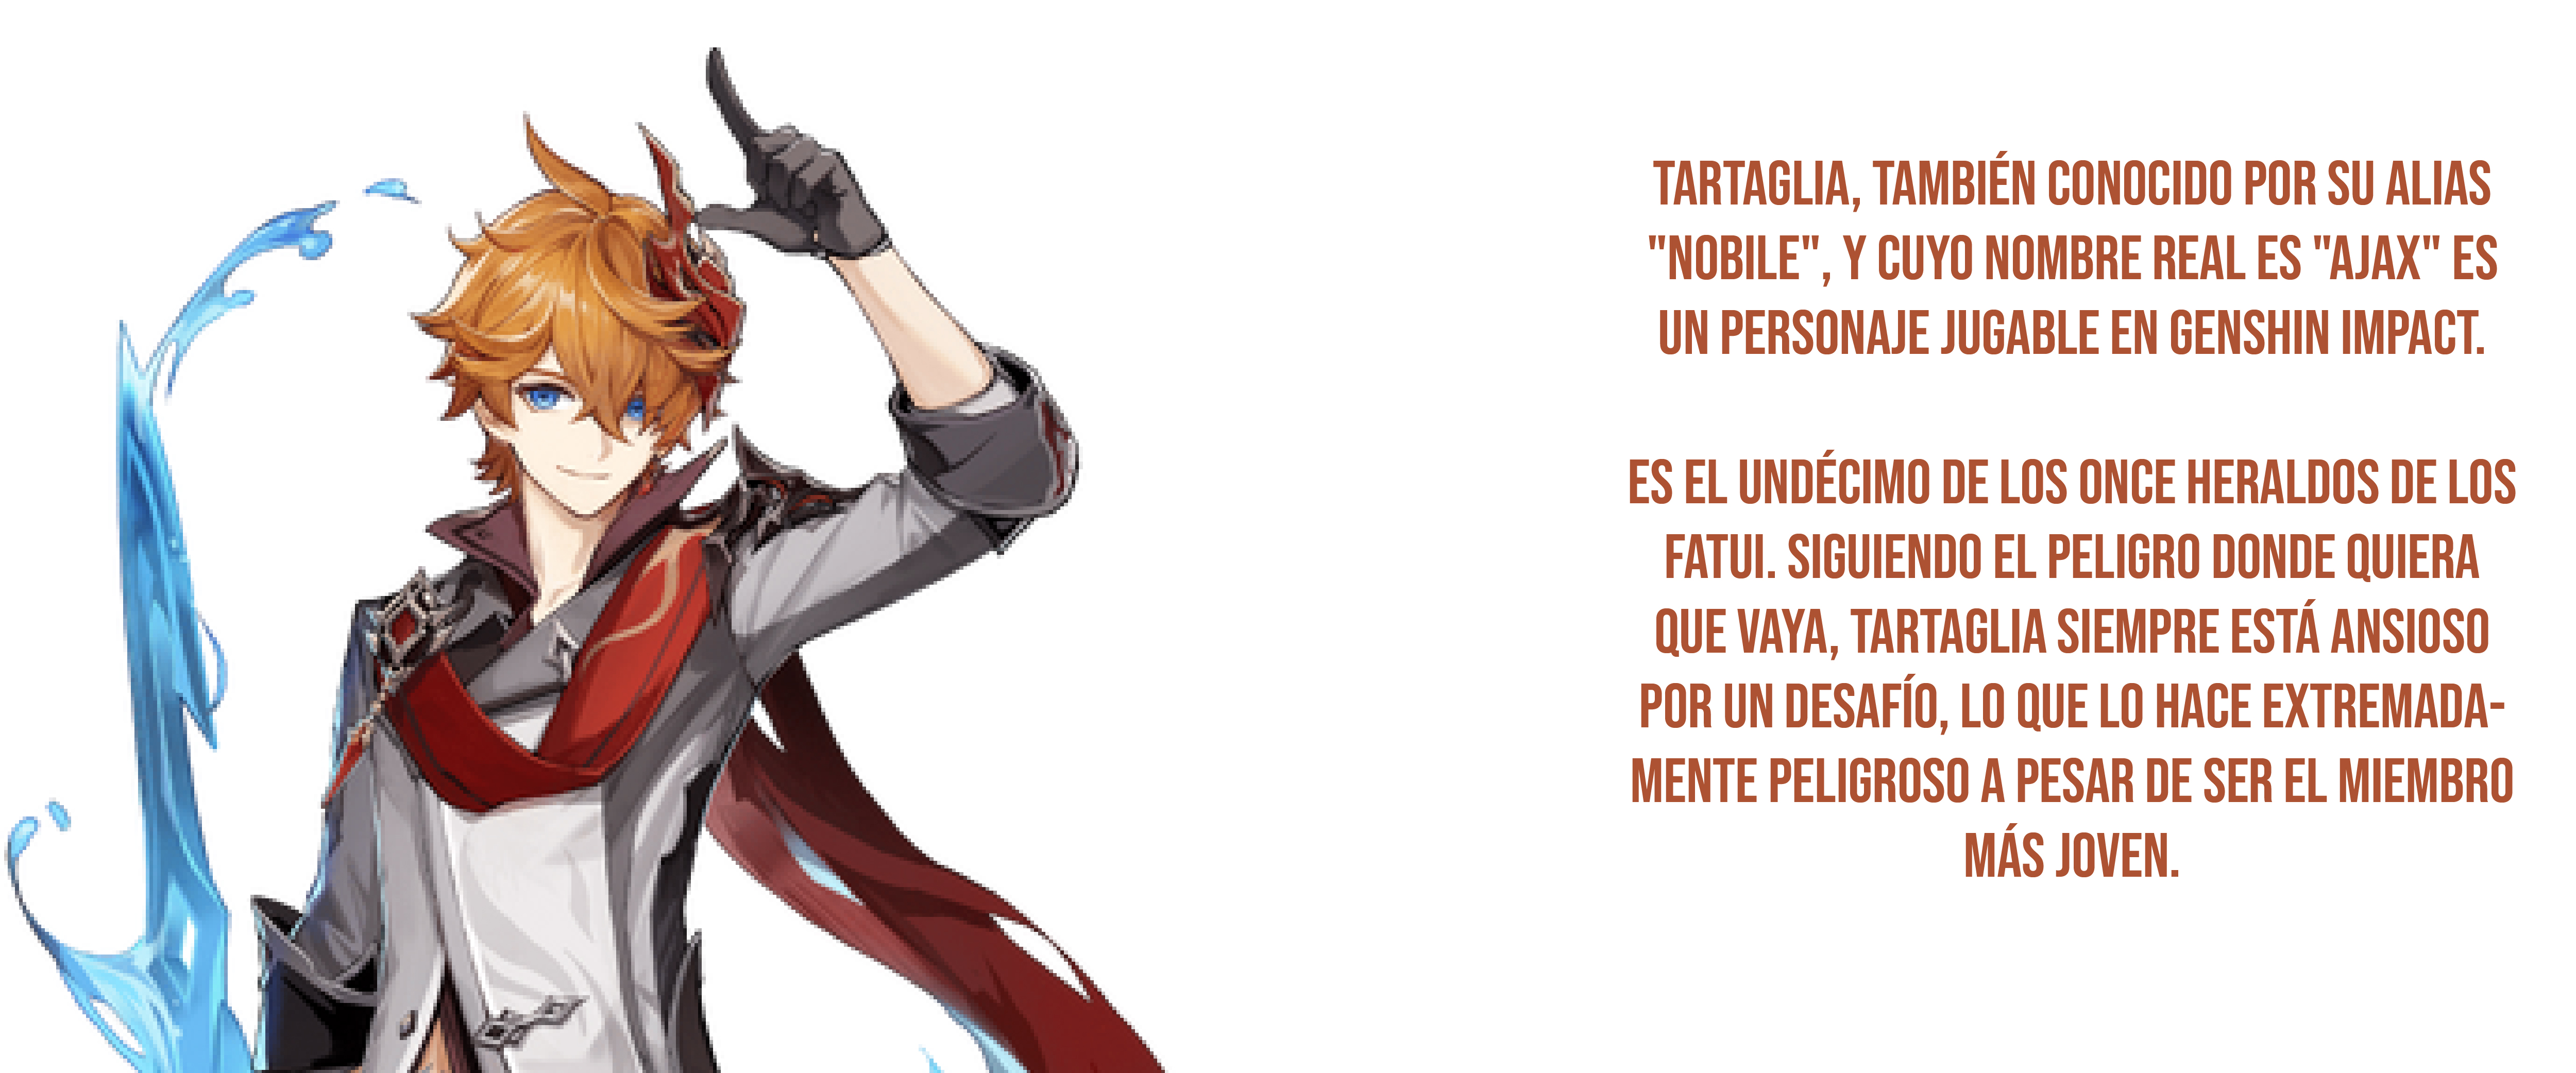 TARTAGLIA, TAMBIÉN CONOCIDO POR SU ALIAS
"NOBILE", Y CUYO NOMBRE REAL ES "AJAX" ES
UN PERSONAJE JUGABLE EN GENSHIN IMPACT.
ES EL UNDÉCIMO DE LOS ONCE HERALDOS DE LOS
FATUI. SIGUIENDO EL PELIGRO DONDE QUIERA
QUE VAYA, TARTAGLIA SIEMPRE ESTÁ ANSIOSO
POR UN DESAFÍO, LO QUE LO HACE EXTREMADA-
MENTE PELIGROSO A PESAR DE SER EL MIEMBRO
MÁS JOVEN.